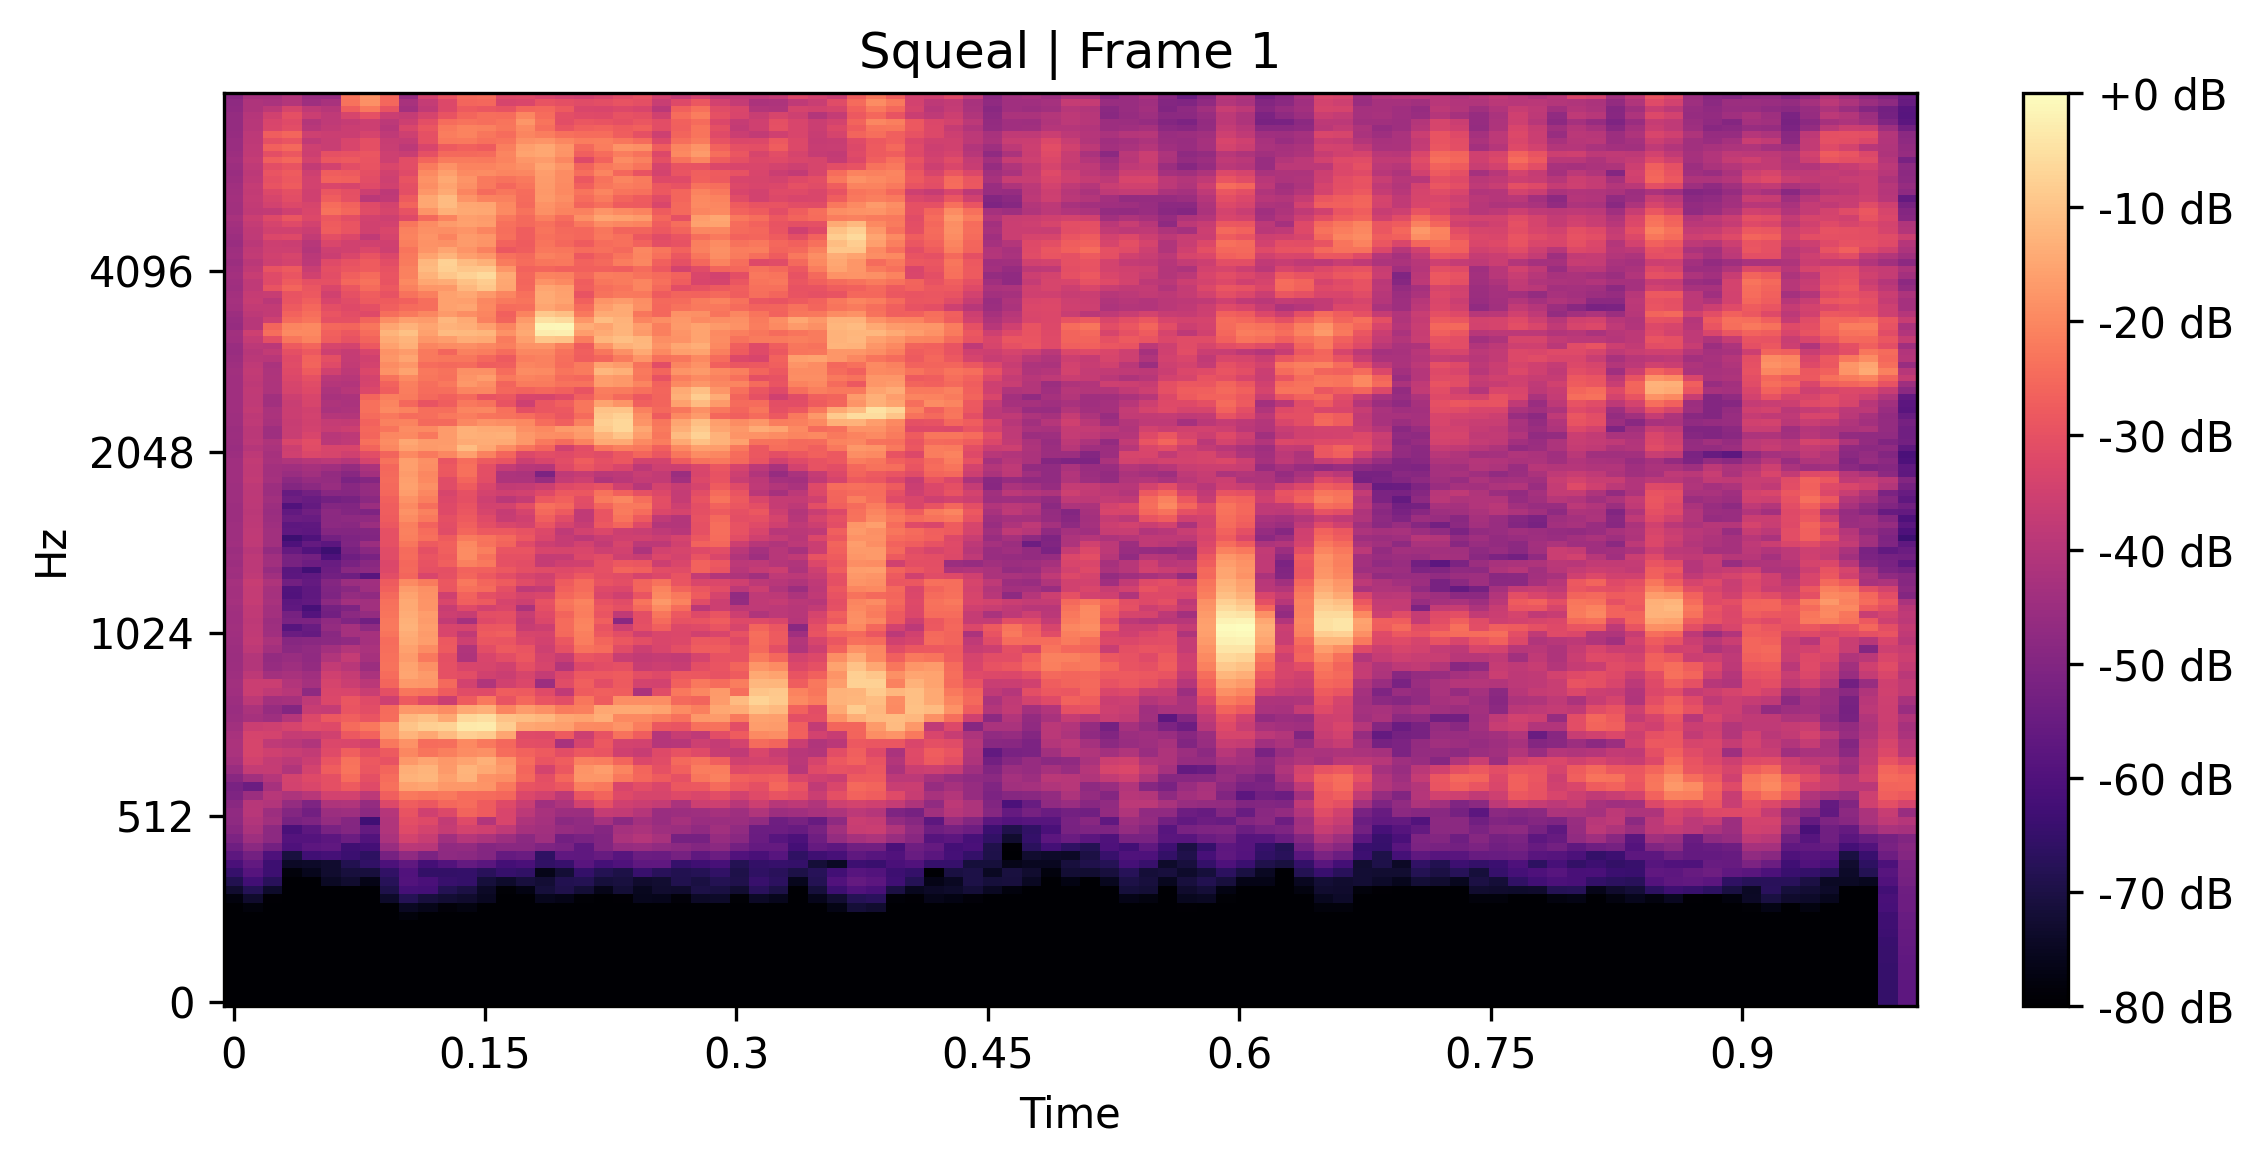 Squeal | Frame 1
+0 dB
-10 dB
-20 dB
-30 dB
-40 dB
-50 dB
-60 dB
-70 dB
-80 dB
Hz
4096
2048
1024
512
0
0 0.15 0.3 0.45 0.6 0.75 0.9
Time